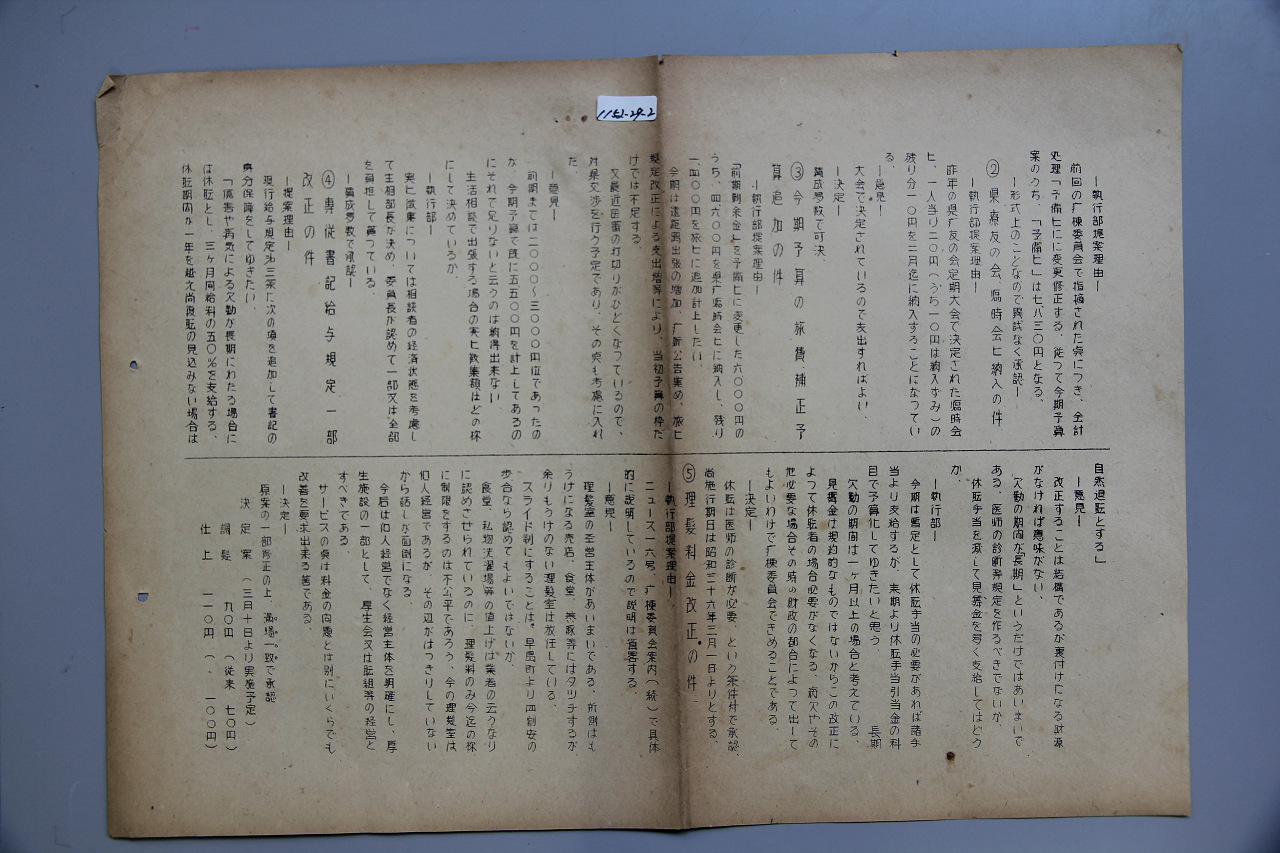 1152-29-2
―執行部提案理由―
前回の厂棟委員会で指摘された点につき、会計
処理「予備ヒ」に変更修正する、従つて今期予算
案のうち、「予備ヒ」は七、八三〇円となる、
―形式上のことなので異議なく承認―
②県療友の会、臨時会ヒ納入の件
―執行部提案理由―
昨年の県厂友の会定期大会で決定された臨時会
ヒ、一人当り二〇円(うち一〇円は納入すみ)の
残り分一〇円を三月迄に納入することになつてい
る、
―意見―
大会で決定されているので支出すればよい、
―決定―
賛成多数で可決、
③今期予算の旅費補正予
算追加の件
―執行部提案理由―
「前期剰余金」を予備ヒに変更した六〇〇〇円の
うち、四、六〇〇円を県厂臨時会ヒに納入し、残り
一、四〇〇円を旅ヒに追加計上したい、
今期は遠距離出張の増加、厂新公告集め、旅ヒ
規定改正による支出増等により、当初予算の枠だ
けでは不足する、
又最近医響の打切りがひどくなつているので、
対県交渉を行う予定であり、その点も考慮に入れ
た、
―意見―
前期までは二〇〇〇~三〇〇〇円位であつたの
が、今期予算で既に五五〇〇円を計上してあるの
にそれで足りないと云うのは納得出来ない
生活相談で出張する場合の実ヒ徴集額はどの様
にして決めているか、
―執行部―
実ヒ徴集については相談者の経済状態を考慮し
て生相部長が決め、委員長が認めて一部又は全部
を負担して貰つている、
―賛成多数で承認―
④専従書記給与規定一部
改正の件
―提案理由―
現行給与規定第三条に次の項を追加して書記の
身分保障をしてゆきたい、
「傷害や病気による欠勤が長期にわたる場合に
は休職とし、三ヶ月間給料の五〇%を支給する、
休職期間が一年を越え尚復職の見込みない場合は
自然退職とする」
―意見―
改正することは結構であるが裏付けになる財源
がなければ意味がない、
「欠勤の期間が「長期」というだけではあいまいで
ある、医師の診断等規定を作るべきでないか、
休職手当を減して見舞金を多く支給してはどう
か、
―執行部―
今期は暫定として休職手当の必要があれば諸手
当より支給するが、来期より休職手当引当金の科
目で予算化してゆきたいと思う、　長期
欠勤の期間は一ヶ月以上の場合と考えている、
見舞金は規約的なものではないからこの改正に
よつて休職者の場合必要がなくなる、病欠やその
他必要な場合その時の財政の都合によつて出して
もよいわけで厂棟委員会できめることである、
―決定―
休職は医師の診断が必要、という条件付で承認、
尚施行期日は昭和三十六年三月一日よりとする、
⑤理髪料金改正の件
―執行部提案理由―
ニュース一六号、厂棟委員会案内(続)で具体
的に説明しているので説明は省客する、
―意見―
理髪室の経営主体があいまいである、前側はも
うけになる売店、食堂、養豚等にはタツチするが
余りもうけのない理髪室は放任している、
スライド制にすることは、早島町より四割安の
歩合なら認めてもよいではないか、
食堂、私物洗濯場等の値上げは業者の云うなり
に認めさせられているのに、理髪料のみ今迄の様
に制限をするのは不公平であろう、今の理髪室は
個人経営であるが、その辺がはつきりしていない
から話しが面倒になる、
今后は個人経営でなく経営主体を明確にし、厚
生施設の一部として、厚生会又は職組等の経営と
すべきである、
サービスの点は料金の問題とは別にいくらでも
改善を要求出来る筈である、
―決定―
原案の一部修正の上、満場一致で承認
決定案(三月十日より実施予定)
調髪　九〇円(従来　七〇円)
仕上　一一〇円(〃　一〇〇円)